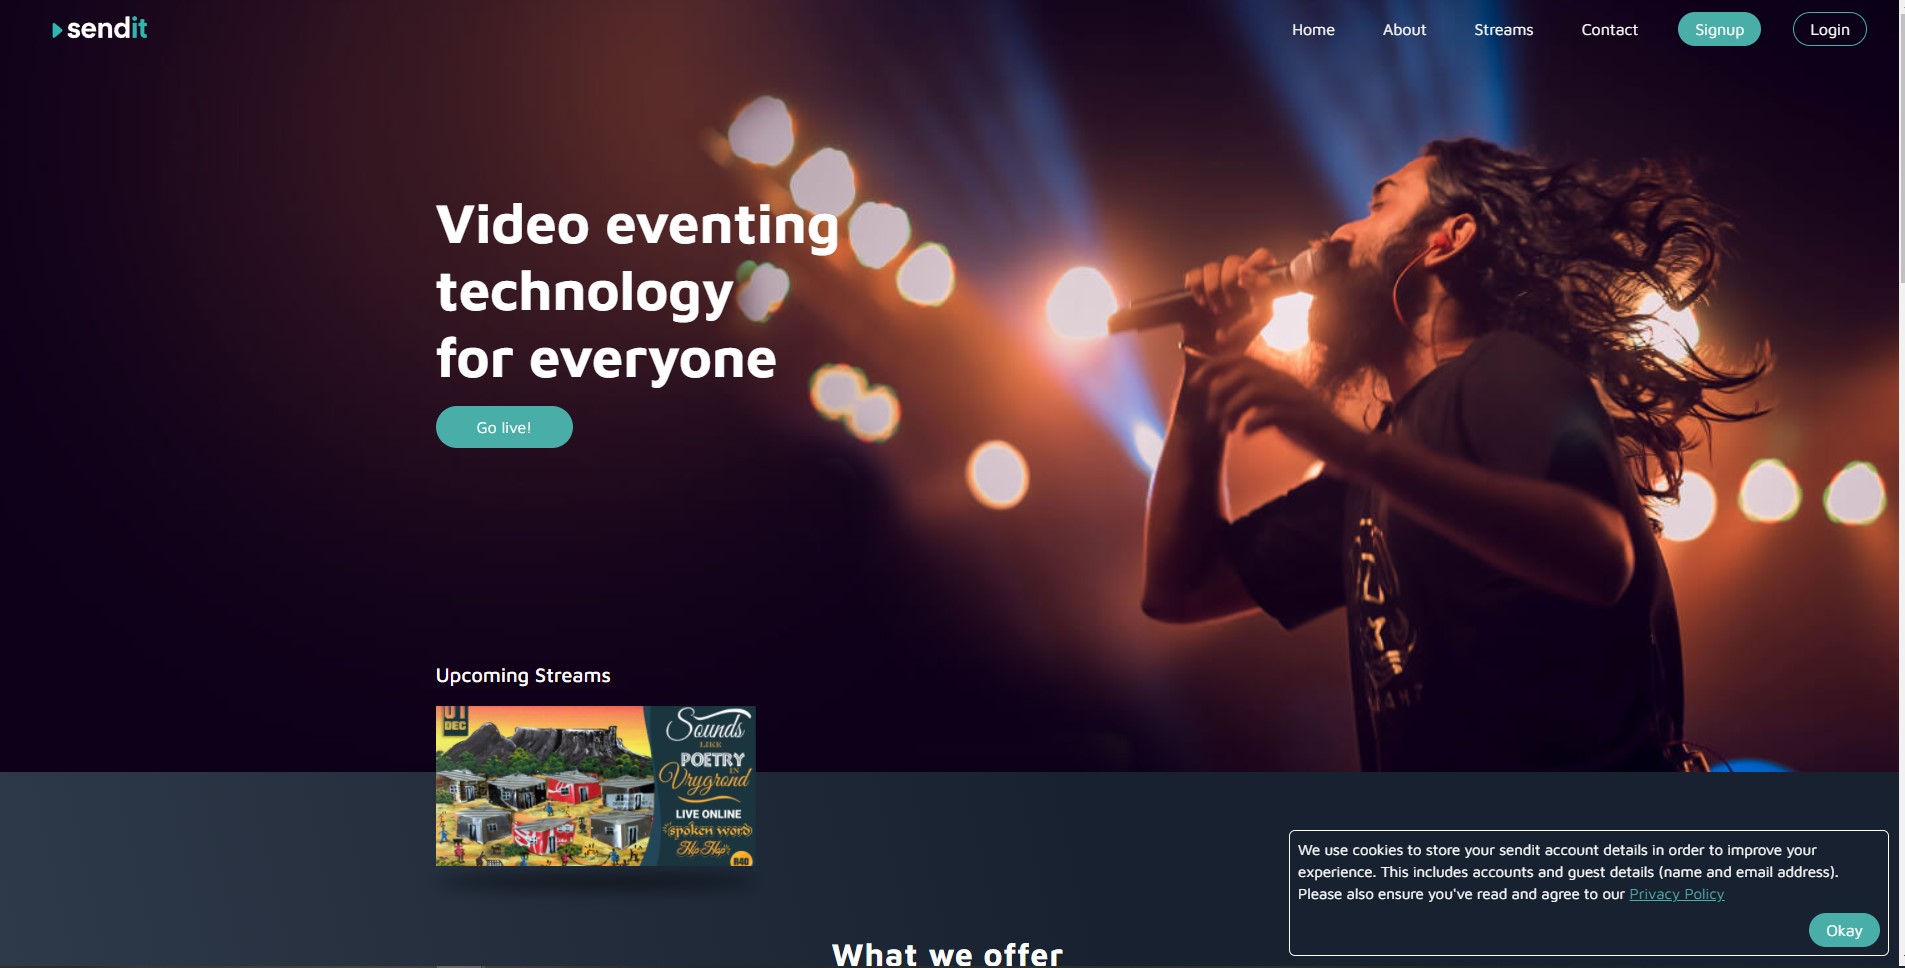 sendit
Home
About
Streams
Contact
Signup
Login
Video eventing
technology
for everyone
Go live!
Upcoming Streams
01
DEC
Sounds
LIKE
POETRY
IN
Vrygrond
LIVE ONLINE
spoken word
Hip Hop
R40
We use cookies to store your sendit account details in order to improve your
experience. This includes accounts and guest details (name and email address).
Please also ensure you've read and agree to our Privacy Policy
Okay
What we offer